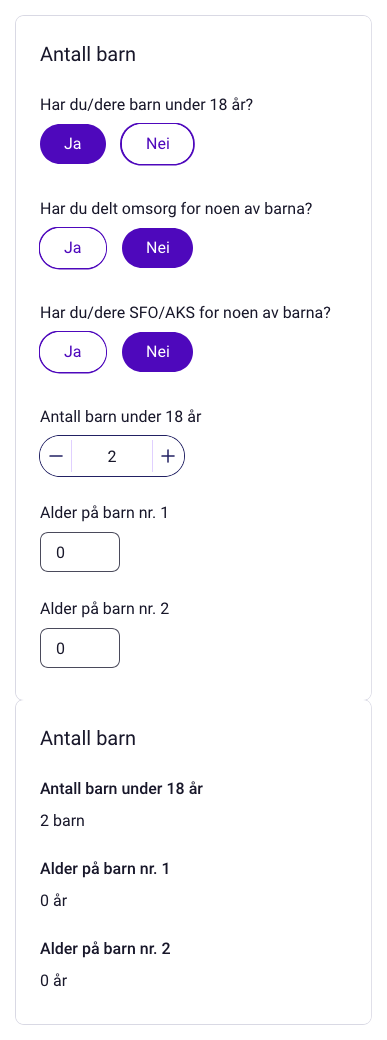 Antall barn
Har du/dere barn under 18 år?
Ja Nei
Har du delt omsorg for noen av barna?
Ja Nei
Har du/dere SFO/AKS for noen av barna?
Ja Nei
Antall barn under 18 år
− 2 +
Alder på barn nr. 1
0
Alder på barn nr. 2
0
Antall barn
Antall barn under 18 år
2 barn
Alder på barn nr. 1
0 år
Alder på barn nr. 2
0 år